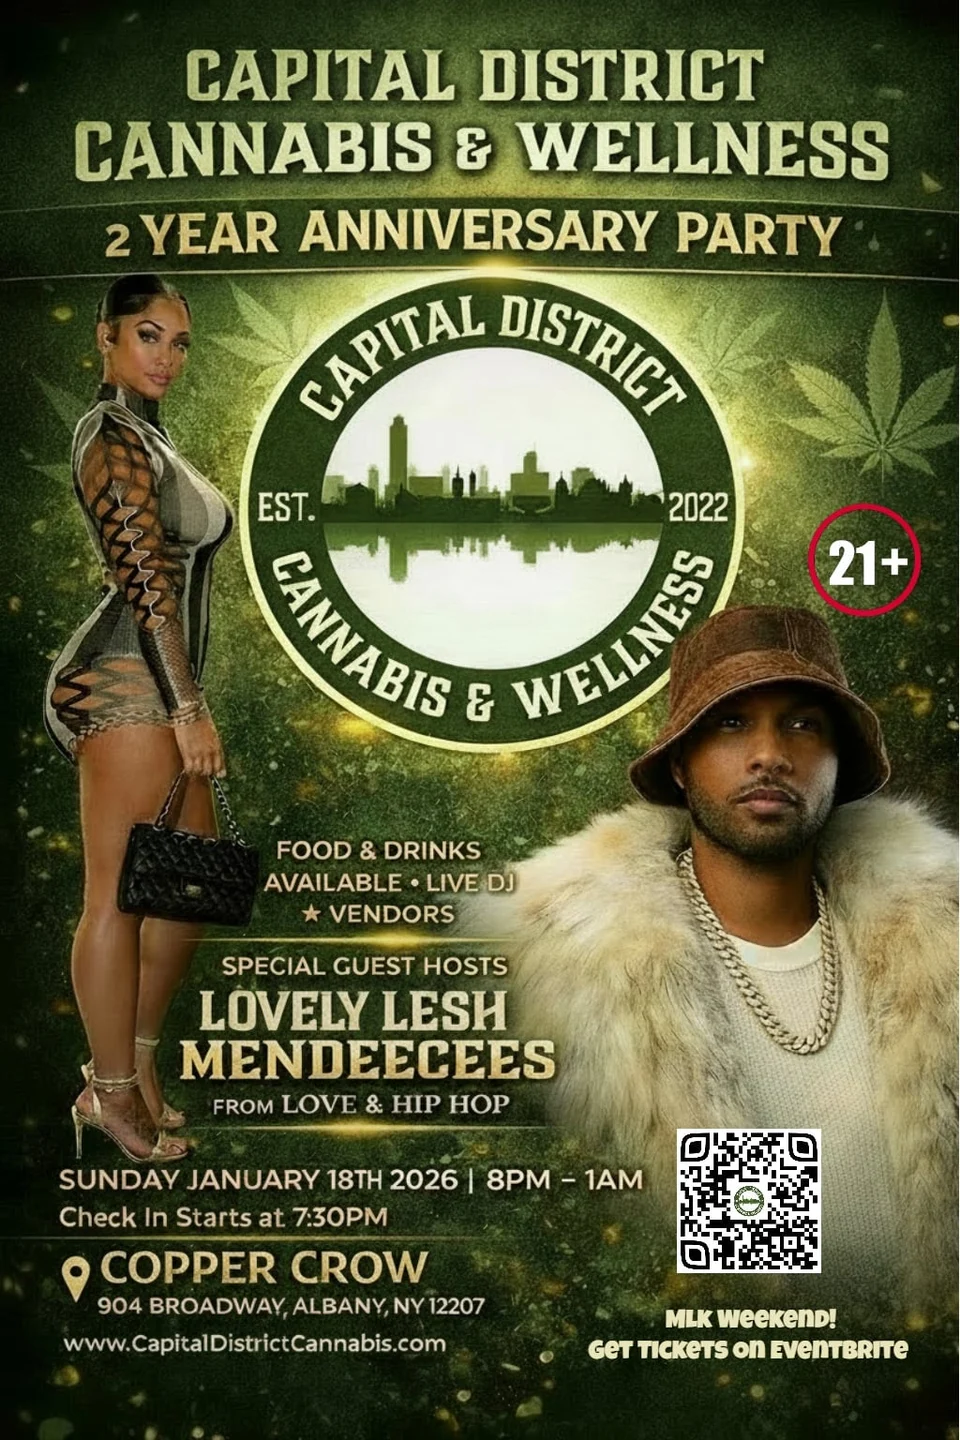 CAPITAL DISTRICT
CANNABIS & WELLNESS
2 YEAR ANNIVERSARY PARTY
CAPITAL DISTRICT
EST. 2022
CANNABIS & WELLNESS
21+
FOOD & DRINKS
AVAILABLE • LIVE DJ
★ VENDORS
SPECIAL GUEST HOSTS
LOVELY LESH
MENDEECEES
FROM LOVE & HIP HOP
SUNDAY JANUARY 18TH 2026 | 8PM – 1AM
Check In Starts at 7:30PM
COPPER CROW
904 BROADWAY, ALBANY, NY 12207
www.CapitalDistrictCannabis.com
MLK Weekend!
Get Tickets on Eventbrite